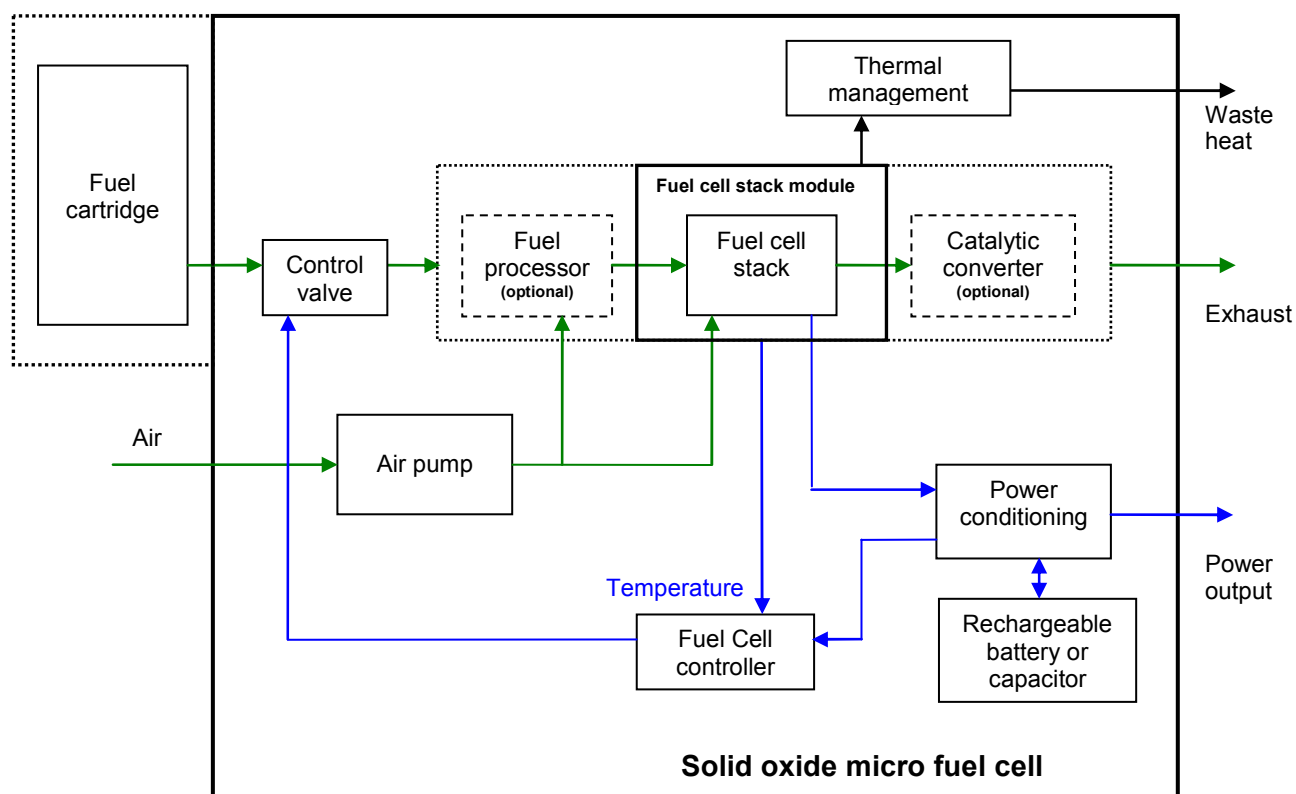 Thermal
management
Waste
heat
Fuel
cartridge
Fuel cell stack module
Control
valve
Fuel
processor
(optional)
Fuel cell
stack
Catalytic
converter
(optional)
Exhaust
Air
Air pump
Power
conditioning
Power
output
Temperature
Fuel Cell
controller
Rechargeable
battery or
capacitor
Solid oxide micro fuel cell